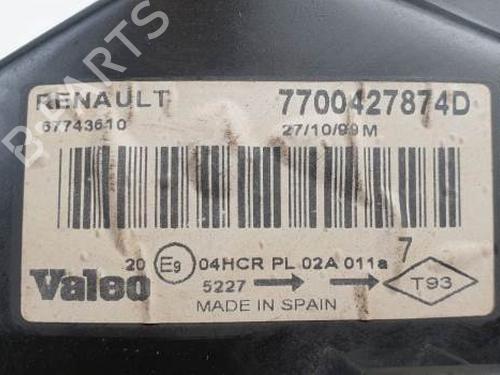 PARTS
RENAULT 7700427874D
67743610 27/10/99 M
7
20 E9 04HCR PL 02A 011a
Valeo 5227 T93
MADE IN SPAIN